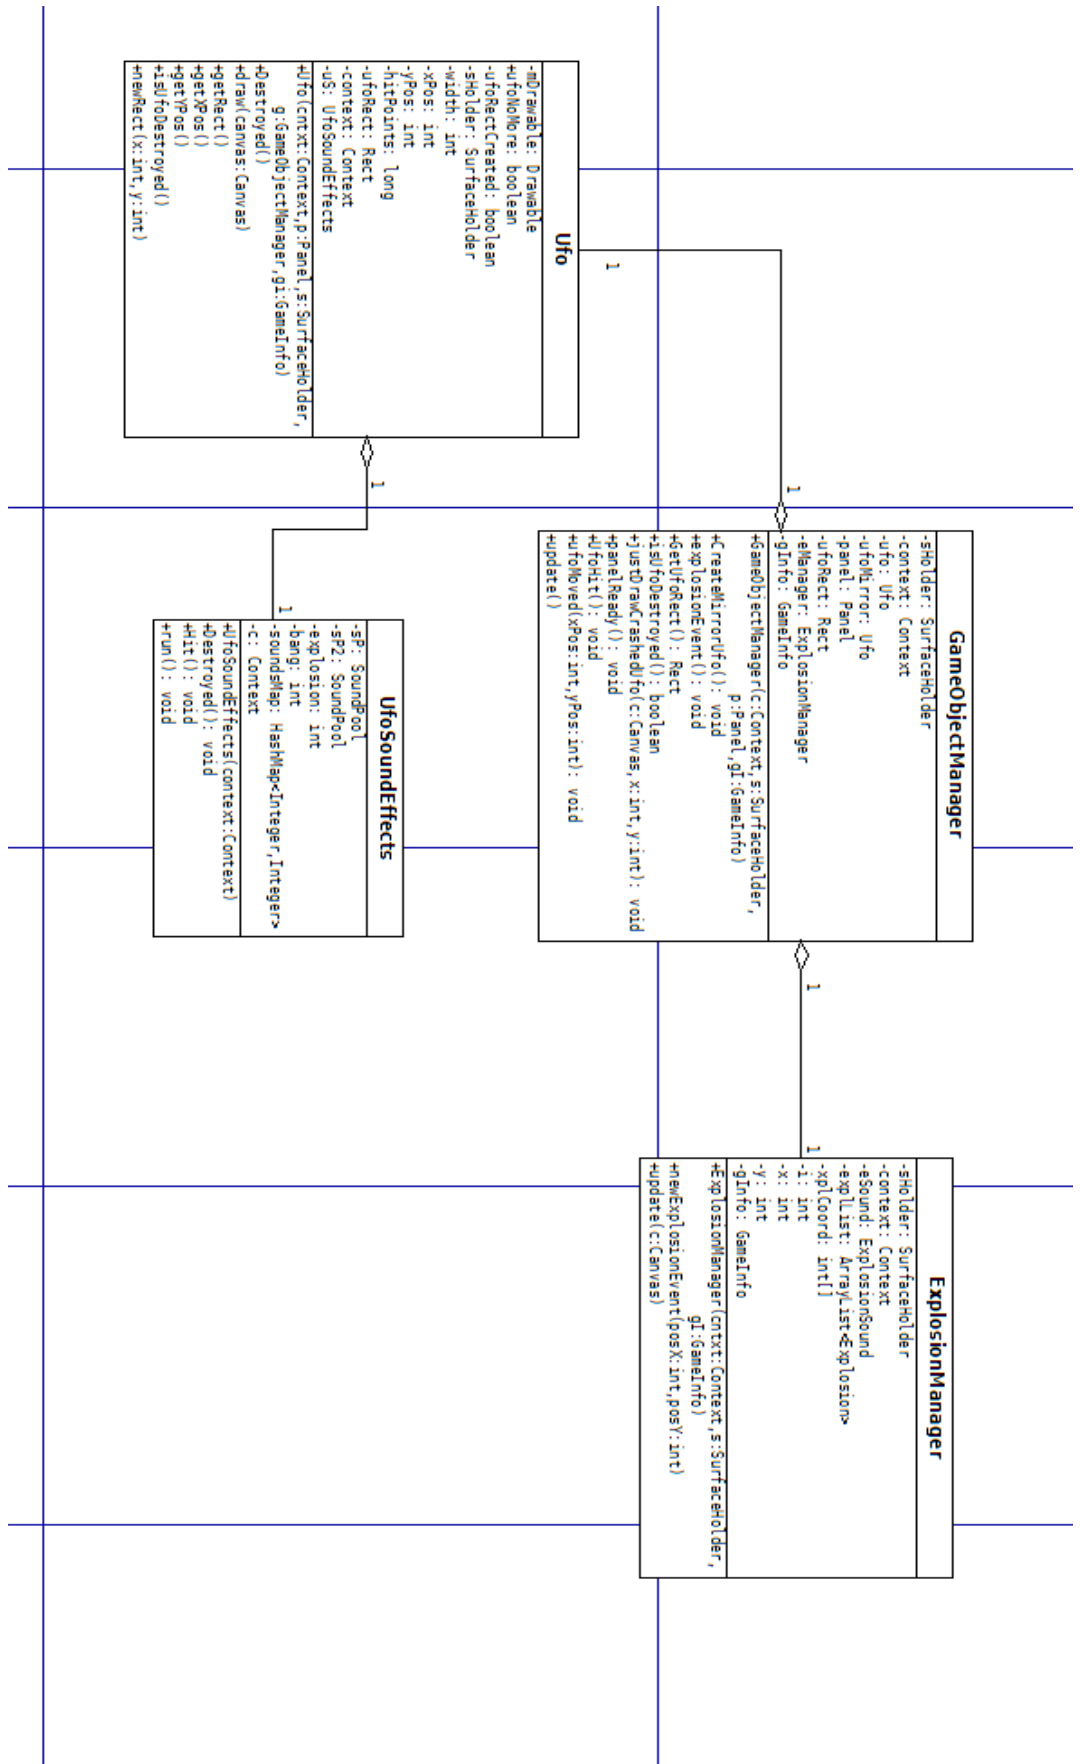 GameObjectManager
-sHolder: SurfaceHolder
-context: Context
-ufo: Ufo
-ufoMirror: Ufo
-panel: Panel
-ufoRect: Rect
-eManager: ExplosionManager
-gInfo: GameInfo
+GameObjectManager(c:Context,s:SurfaceHolder,
p:Panel,gI:GameInfo)
+CreateMirrorUfo(): void
+explosionEvent(): void
+GetUfoRect(): Rect
+isUfoDestroyed(): boolean
+justDrawCrashedUfo(c:Canvas,x:int,y:int): void
+panelReady(): void
+UfoHit(): void
+ufoMoved(xPos:int,yPos:int): void
+update()
1
1
1
1
ExplosionManager
-sHolder: SurfaceHolder
-context: Context
-eSound: ExplosionSound
-explList: ArrayList<Explosion>
-xplCoord: int[]
-i: int
-x: int
-y: int
-gInfo: GameInfo
+ExplosionManager(cntxt:Context,s:SurfaceHolder,
gI:GameInfo)
+newExplosionEvent(posX:int,posY:int)
+update(c:Canvas)
Ufo
-mDrawable: Drawable
+ufoNoMore: boolean
-ufoRectCreated: boolean
-sHolder: SurfaceHolder
-width: int
-xPos: int
-yPos: int
-hitPoints: long
-ufoRect: Rect
-context: Context
-uS: UfoSoundEffects
+Ufo(cntxt:Context,p:Panel,s:SurfaceHolder,
g:GameObjectManager,gi:GameInfo)
+Destroyed()
+draw(canvas:Canvas)
+getRect()
+getXPos()
+getYPos()
+isUfoDestroyed()
+newRect(x:int,y:int)
1
1
UfoSoundEffects
-sP: SoundPool
-sP2: SoundPool
-explosion: int
-bang: int
-soundsMap: HashMap<Integer,Integer>
-c: Context
+UfoSoundEffects(context:Context)
+Destroyed(): void
+Hit(): void
+run(): void